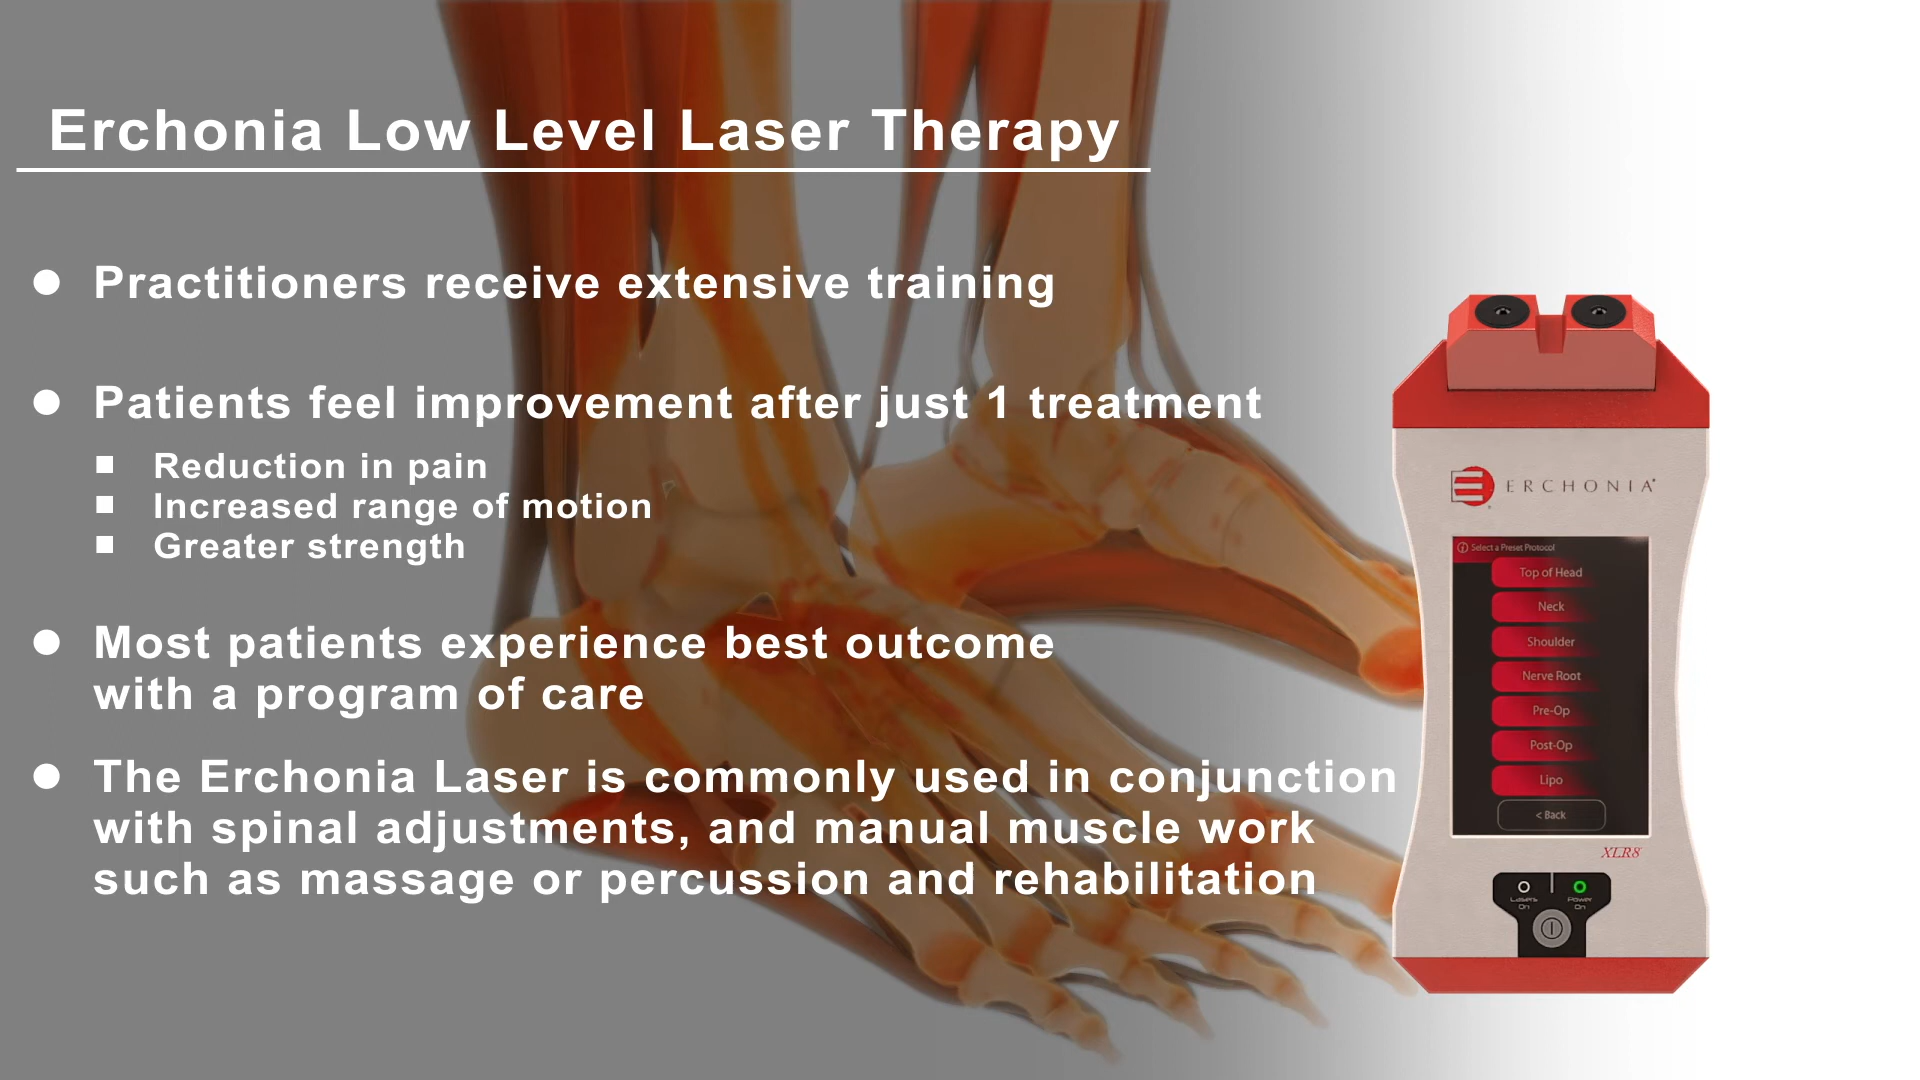 Erchonia Low Level Laser Therapy
● Practitioners receive extensive training
● Patients feel improvement after just 1 treatment
■ Reduction in pain
■ Increased range of motion
■ Greater strength
● Most patients experience best outcome
with a program of care
● The Erchonia Laser is commonly used in conjunction
with spinal adjustments, and manual muscle work
such as massage or percussion and rehabilitation
ERCHONIA
Select a Preset Protocol
Top of Head
Neck
Shoulder
Nerve Root
Pre-Op
Post-Op
Lipo
< Back
XLR8
Lasers On
Power On